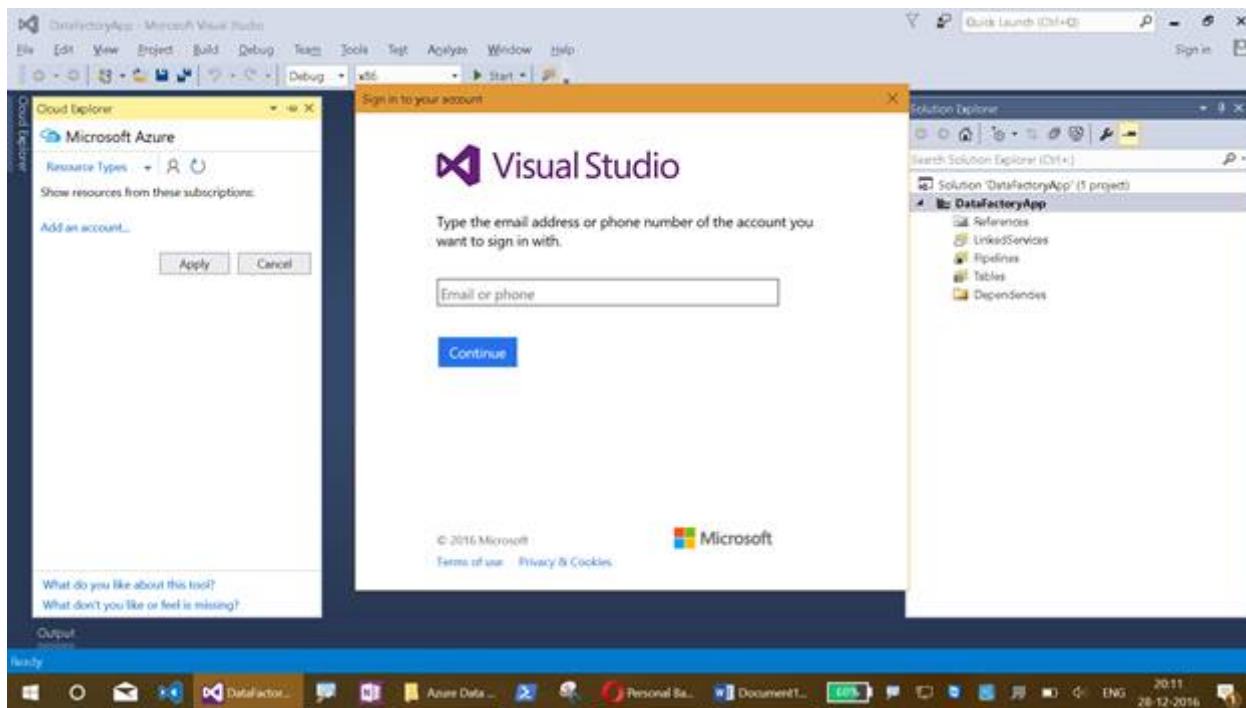 DataFactoryApp - Microsoft Visual Studio
Quick Launch (Ctrl+Q)
File Edit View Project Build Debug Team Tools Test Analyze Window Help
Sign in
Debug x86 Start
Cloud Explorer
Cloud Explorer
Microsoft Azure
Resource Types
Show resources from these subscriptions:
Add an account...
Apply Cancel
What do you like about this tool?
What don't you like or feel is missing?
Sign in to your account
Visual Studio
Type the email address or phone number of the account you
want to sign in with.
Email or phone
Continue
© 2016 Microsoft
Microsoft
Terms of use Privacy & Cookies
Solution Explorer
Search Solution Explorer (Ctrl+;)
Solution 'DataFactoryApp' (1 project)
DataFactoryApp
References
LinkedServices
Pipelines
Tables
Dependencies
Output
Ready
DataFactor... Azure Data ... Personal Ba... Document1... 60% ENG 20:11
28-12-2016